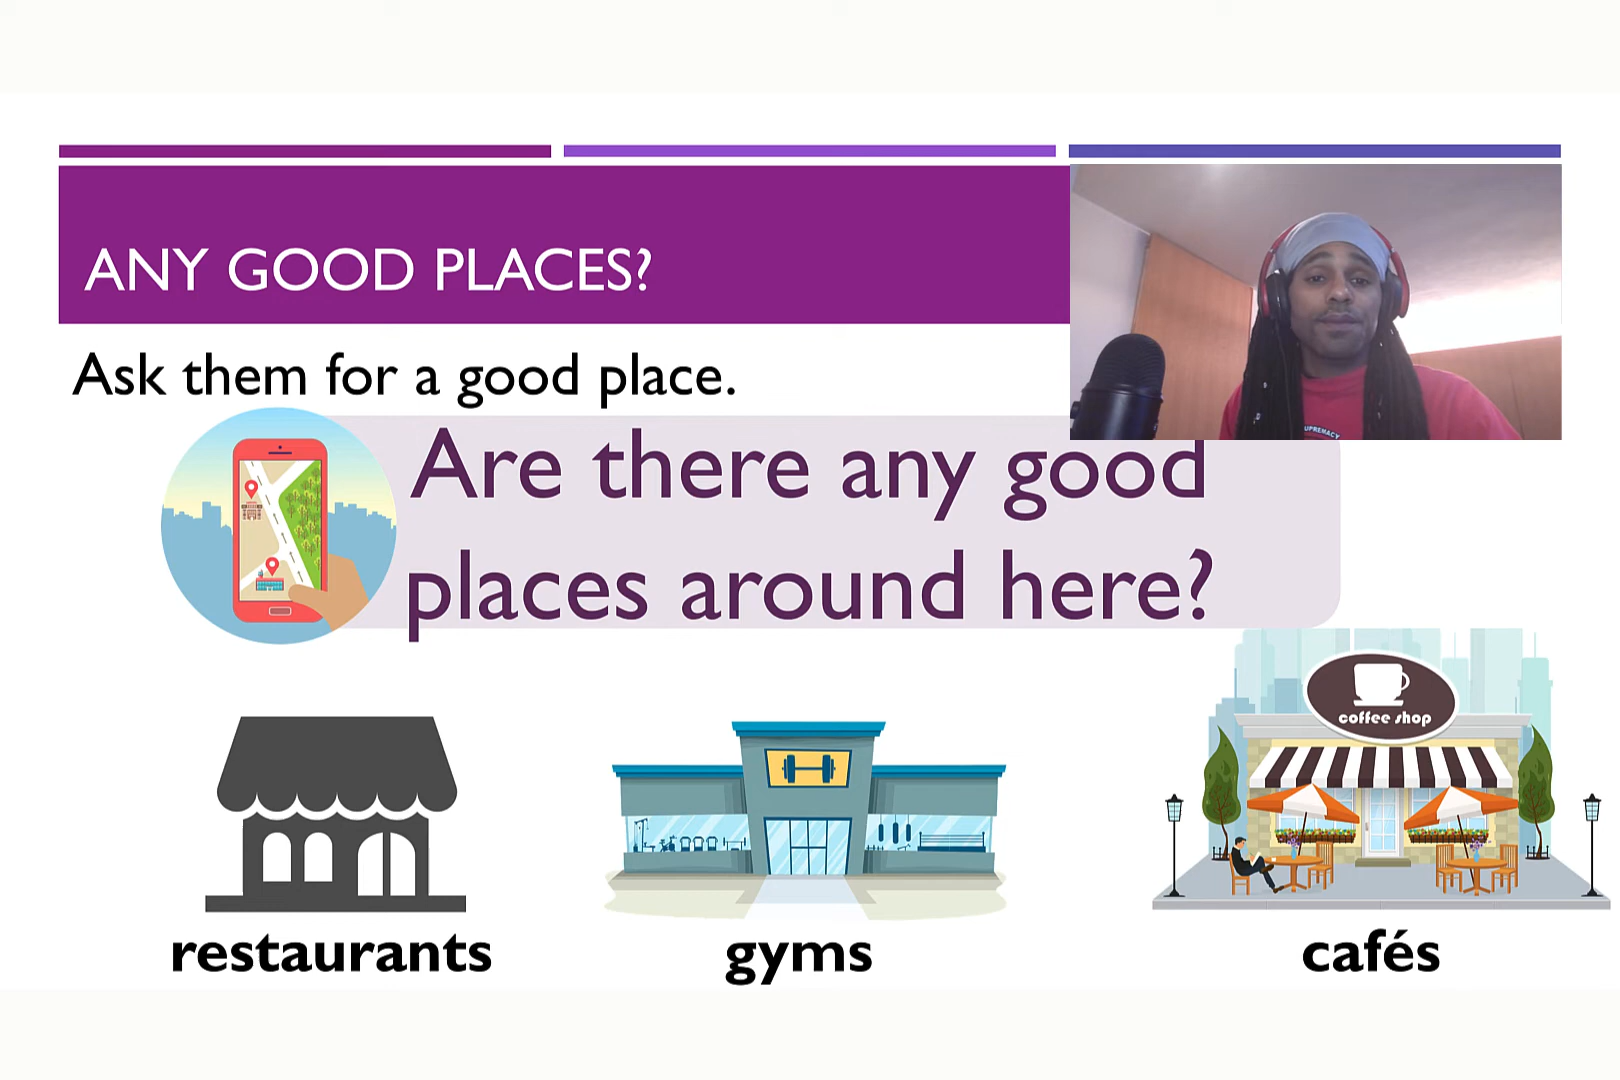 ANY GOOD PLACES?
Ask them for a good place.
Are there any good
places around here?
SUPREMACY
coffee shop
restaurants
gyms
cafés